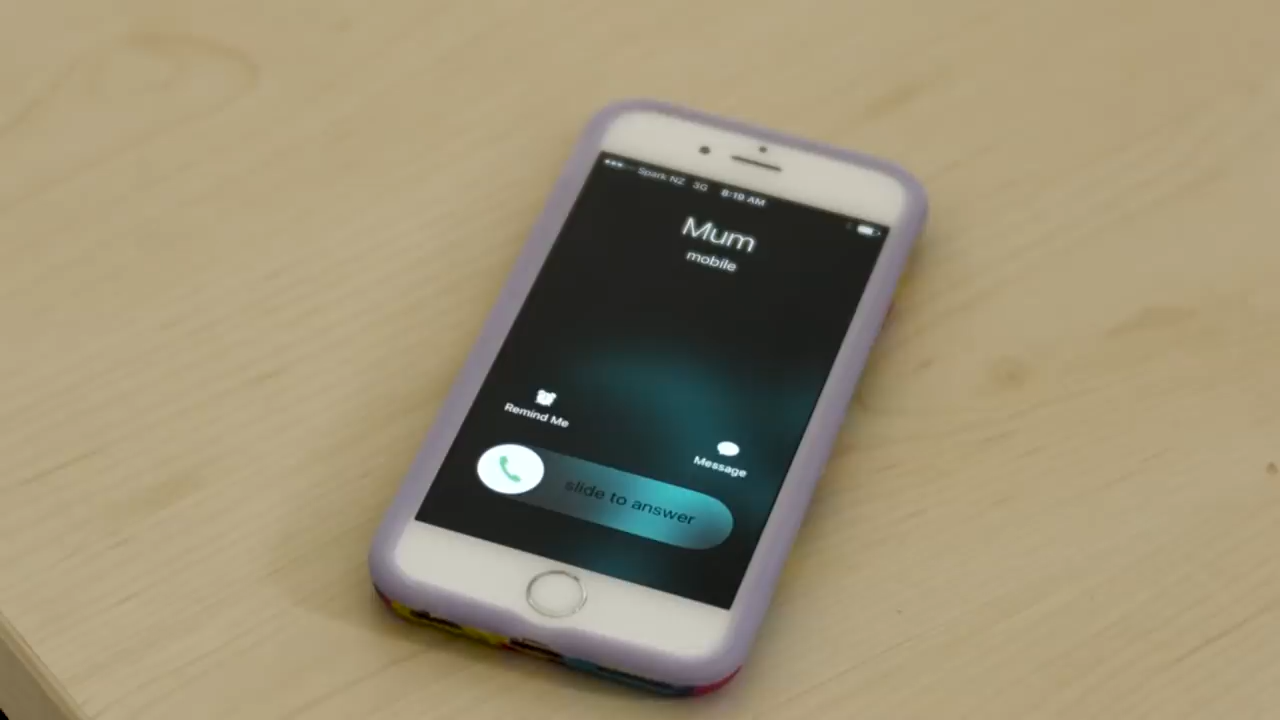 Spark NZ 3G 8:19 AM
Mum
mobile
Remind Me
Message
slide to answer